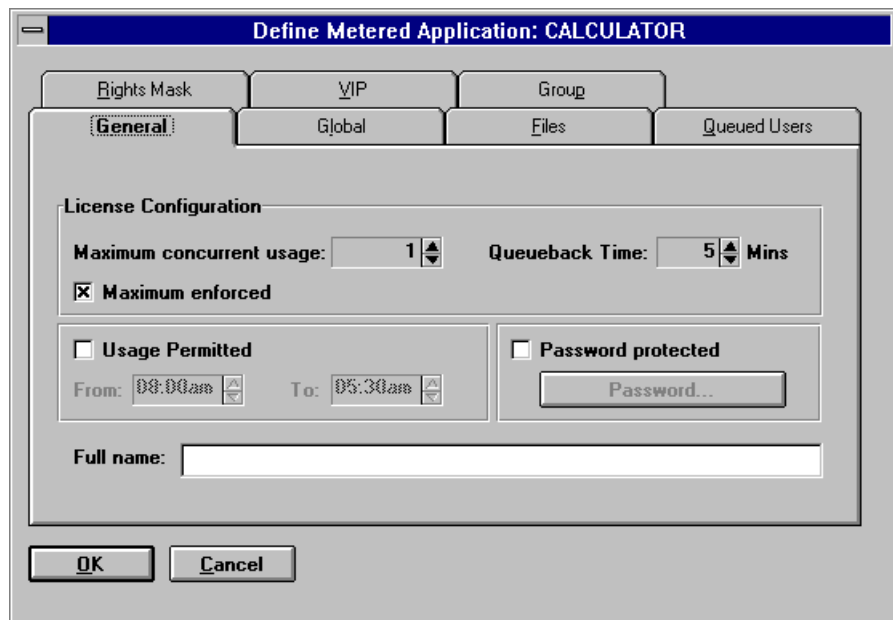 Define Metered Application: CALCULATOR
Rights Mask VIP Group
General Global Files Queued Users
License Configuration
Maximum concurrent usage: 1 Queueback Time: 5 Mins
Maximum enforced
Usage Permitted Password protected
From: 08:00am To: 05:30am Password...
Full name:
OK Cancel